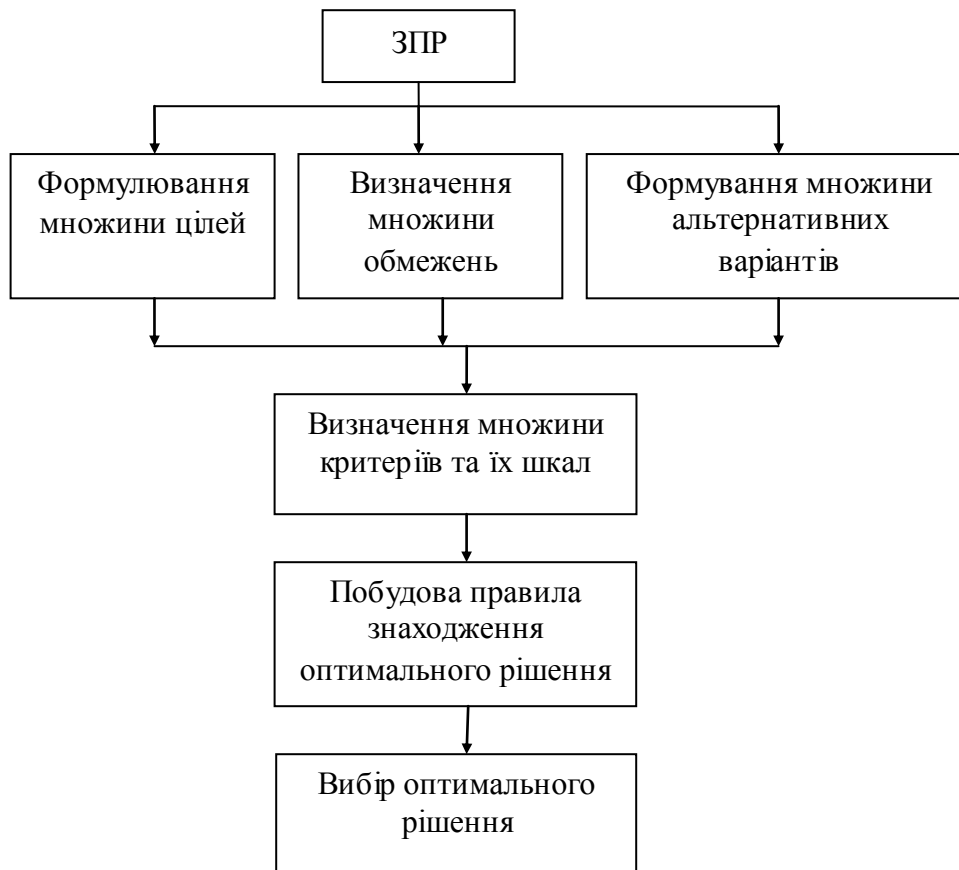 ЗПР
Формулювання
множини цілей
Визначення
множини
обмежень
Формування множини
альтернативних
варіантів
Визначення множини
критеріїв та їх шкал
Побудова правила
знаходження
оптимального рішення
Вибір оптимального
рішення